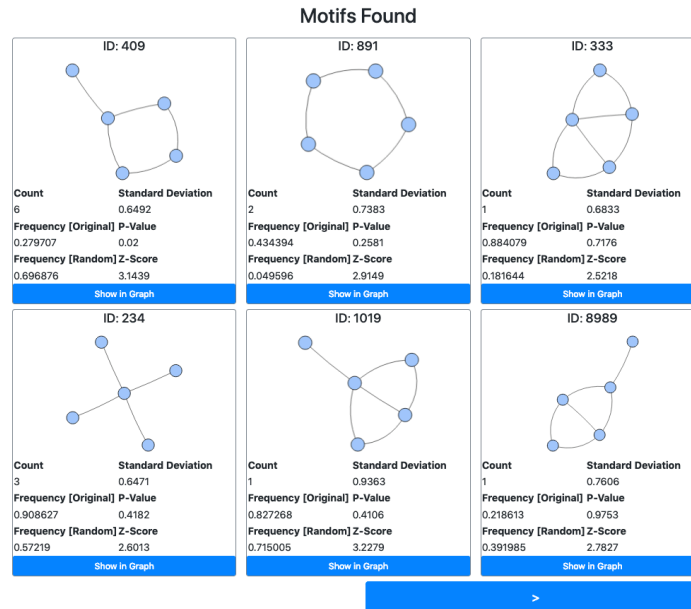 Motifs Found
ID: 409
Count Standard Deviation
6 0.6492
Frequency [Original] P-Value
0.279707 0.02
Frequency [Random] Z-Score
0.696876 3.1439
Show in Graph
ID: 891
Count Standard Deviation
2 0.7383
Frequency [Original] P-Value
0.434394 0.2581
Frequency [Random] Z-Score
0.049596 2.9149
Show in Graph
ID: 333
Count Standard Deviation
1 0.6833
Frequency [Original] P-Value
0.884079 0.7176
Frequency [Random] Z-Score
0.181644 2.5218
Show in Graph
ID: 234
Count Standard Deviation
3 0.6471
Frequency [Original] P-Value
0.908627 0.4182
Frequency [Random] Z-Score
0.57219 2.6013
Show in Graph
ID: 1019
Count Standard Deviation
1 0.9363
Frequency [Original] P-Value
0.827268 0.4106
Frequency [Random] Z-Score
0.715005 3.2279
Show in Graph
ID: 8989
Count Standard Deviation
1 0.7606
Frequency [Original] P-Value
0.218613 0.9753
Frequency [Random] Z-Score
0.391985 2.7827
Show in Graph
>